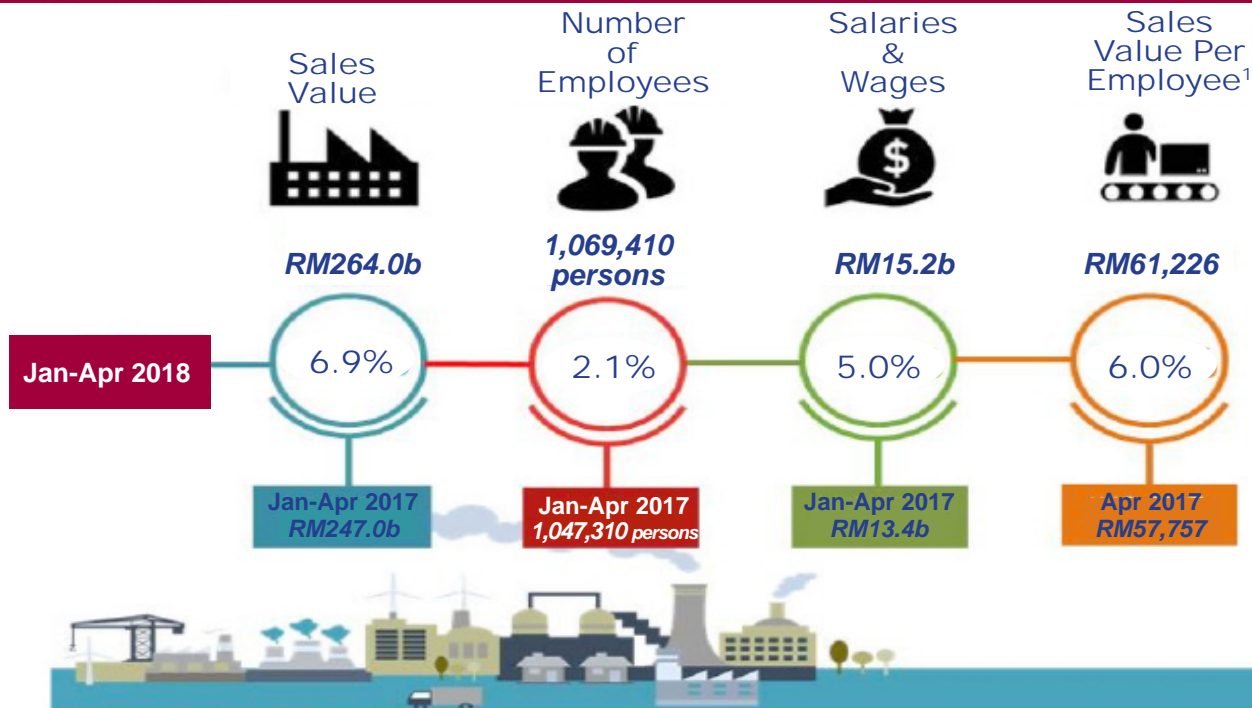 Sales
Value
Number
of
Employees
Salaries
&
Wages
Sales
Value Per
Employee¹
$
RM264.0b
1,069,410
persons
RM15.2b
RM61,226
Jan-Apr 2018
6.9%
2.1%
5.0%
6.0%
Jan-Apr 2017
RM247.0b
Jan-Apr 2017
1,047,310 persons
Jan-Apr 2017
RM13.4b
Apr 2017
RM57,757